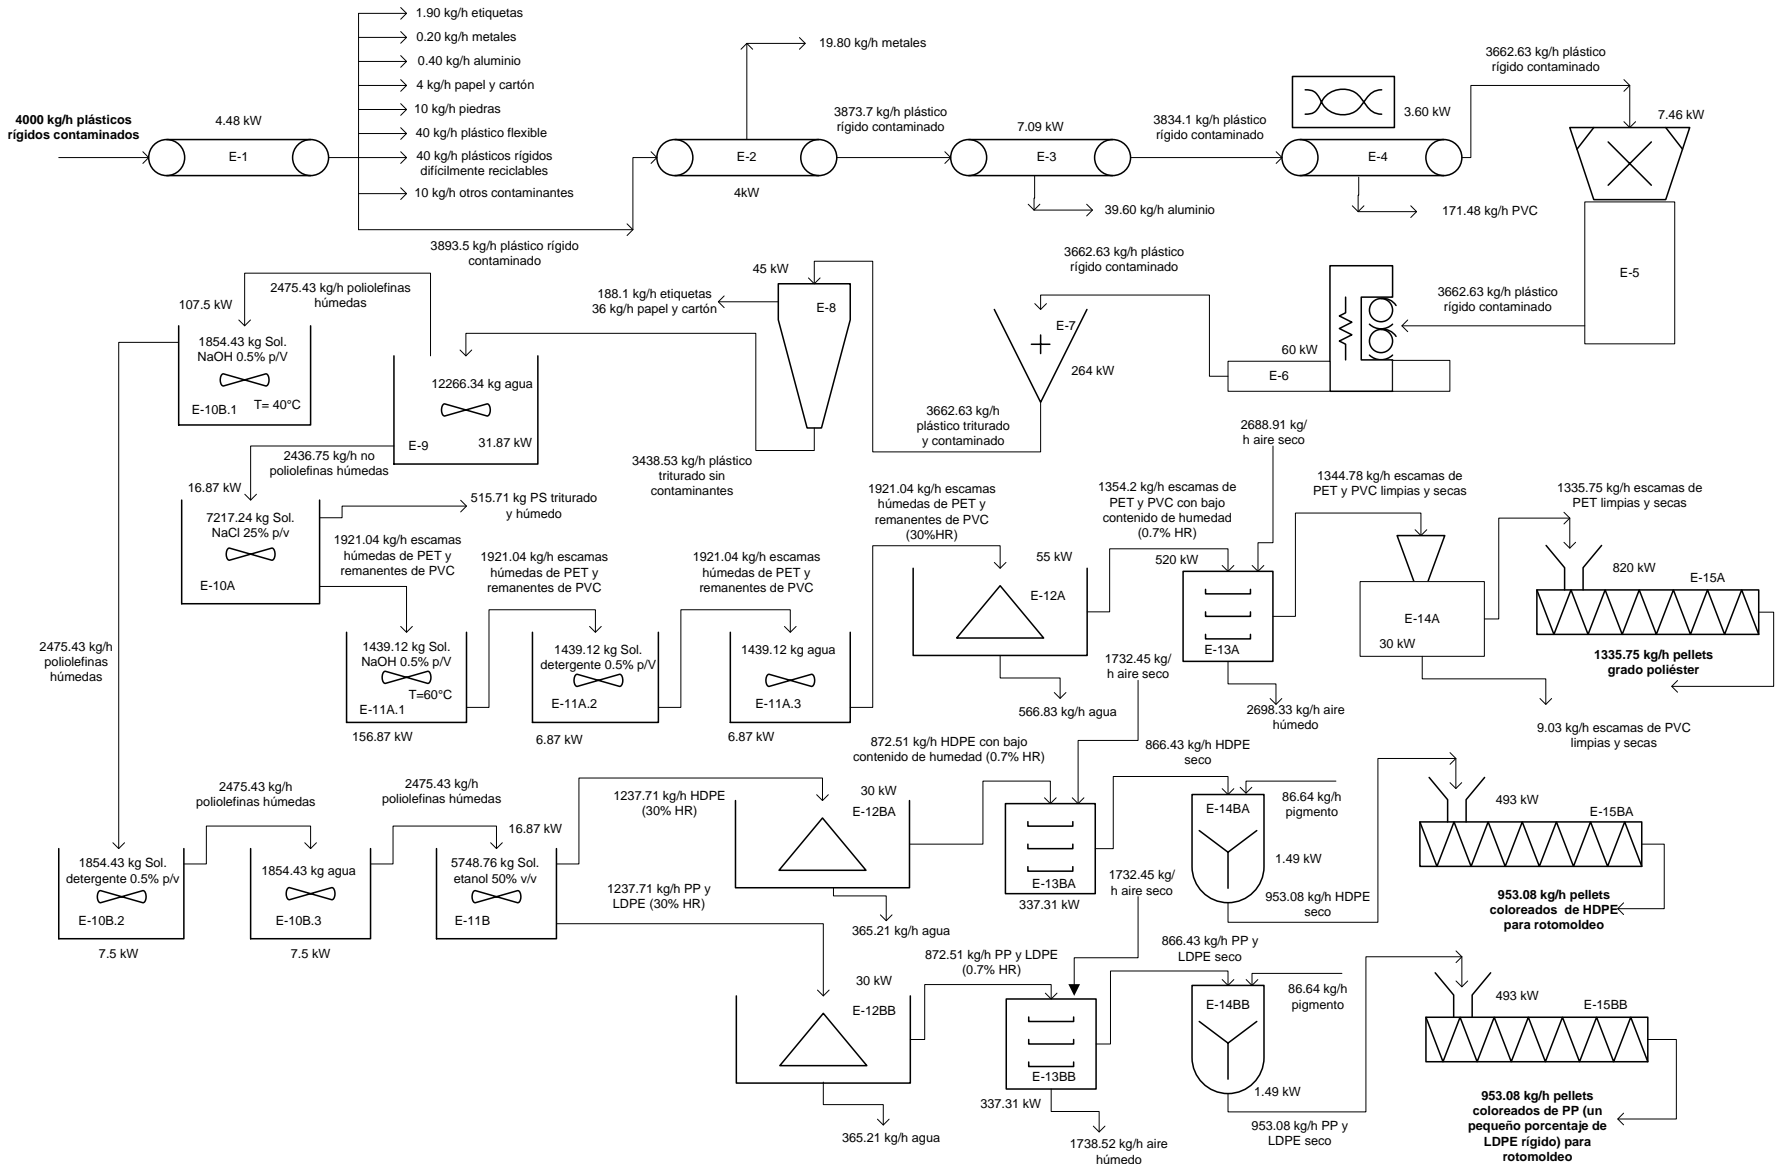 1.90 kg/h etiquetas
0.20 kg/h metales
0.40 kg/h aluminio
4 kg/h papel y cartón
10 kg/h piedras
40 kg/h plástico flexible
40 kg/h plásticos rígidos
difícilmente reciclables
10 kg/h otros contaminantes
4000 kg/h plásticos
rígidos contaminados
4.48 kW
E-1
3893.5 kg/h plástico rígido
contaminado
19.80 kg/h metales
E-2
4kW
3873.7 kg/h plástico
rígido contaminado
7.09 kW
E-3
39.60 kg/h aluminio
3834.1 kg/h plástico
rígido contaminado
3.60 kW
E-4
171.48 kg/h PVC
3662.63 kg/h plástico
rígido contaminado
7.46 kW
E-5
3662.63 kg/h plástico
rígido contaminado
60 kW
E-6
3662.63 kg/h plástico
rígido contaminado
E-7
264 kW
3662.63 kg/h
plástico triturado
y contaminado
45 kW
E-8
188.1 kg/h etiquetas
36 kg/h papel y cartón
3438.53 kg/h plástico
triturado sin
contaminantes
12266.34 kg agua
E-9
31.87 kW
2475.43 kg/h poliolefinas
húmedas
107.5 kW
1854.43 kg Sol.
NaOH 0.5% p/V
E-10B.1
T= 40°C
2436.75 kg/h no
poliolefinas húmedas
16.87 kW
7217.24 kg Sol.
NaCl 25% p/v
E-10A
515.71 kg PS triturado
y húmedo
1921.04 kg/h escamas
húmedas de PET y
remanentes de PVC
1439.12 kg Sol.
NaOH 0.5% p/V
T=60°C
E-11A.1
156.87 kW
1921.04 kg/h escamas
húmedas de PET y
remanentes de PVC
1439.12 kg Sol.
detergente 0.5% p/V
E-11A.2
6.87 kW
1921.04 kg/h escamas
húmedas de PET y
remanentes de PVC
1439.12 kg agua
E-11A.3
6.87 kW
1921.04 kg/h escamas
húmedas de PET y
remanentes de PVC
(30%HR)
55 kW
E-12A
566.83 kg/h agua
1354.2 kg/h escamas de
PET y PVC con bajo
contenido de humedad
(0.7% HR)
2688.91 kg/
h aire seco
520 kW
E-13A
2698.33 kg/h aire
húmedo
1344.78 kg/h escamas de
PET y PVC limpias y secas
E-14A
30 kW
9.03 kg/h escamas de PVC
limpias y secas
1335.75 kg/h escamas de
PET limpias y secas
820 kW
E-15A
1335.75 kg/h pellets
grado poliéster
2475.43 kg/h
poliolefinas
húmedas
1854.43 kg Sol.
detergente 0.5% p/v
E-10B.2
7.5 kW
2475.43 kg/h
poliolefinas húmedas
1854.43 kg agua
E-10B.3
7.5 kW
2475.43 kg/h
poliolefinas húmedas
16.87 kW
5748.76 kg Sol.
etanol 50% v/v
E-11B
1237.71 kg/h HDPE
(30% HR)
1237.71 kg/h PP y
LDPE (30% HR)
30 kW
E-12BA
365.21 kg/h agua
872.51 kg/h HDPE con bajo
contenido de humedad (0.7% HR)
1732.45 kg/
h aire seco
E-13BA
337.31 kW
866.43 kg/h HDPE
seco
86.64 kg/h
pigmento
E-14BA
1.49 kW
953.08 kg/h HDPE
seco
493 kW
E-15BA
953.08 kg/h pellets
coloreados de HDPE
para rotomoldeo
30 kW
E-12BB
365.21 kg/h agua
872.51 kg/h PP y LDPE
(0.7% HR)
1732.45 kg/
h aire seco
E-13BB
337.31 kW
1738.52 kg/h aire
húmedo
866.43 kg/h PP y
LDPE seco
86.64 kg/h
pigmento
E-14BB
1.49 kW
953.08 kg/h PP y
LDPE seco
493 kW
E-15BB
953.08 kg/h pellets
coloreados de PP (un
pequeño porcentaje de
LDPE rígido) para
rotomoldeo